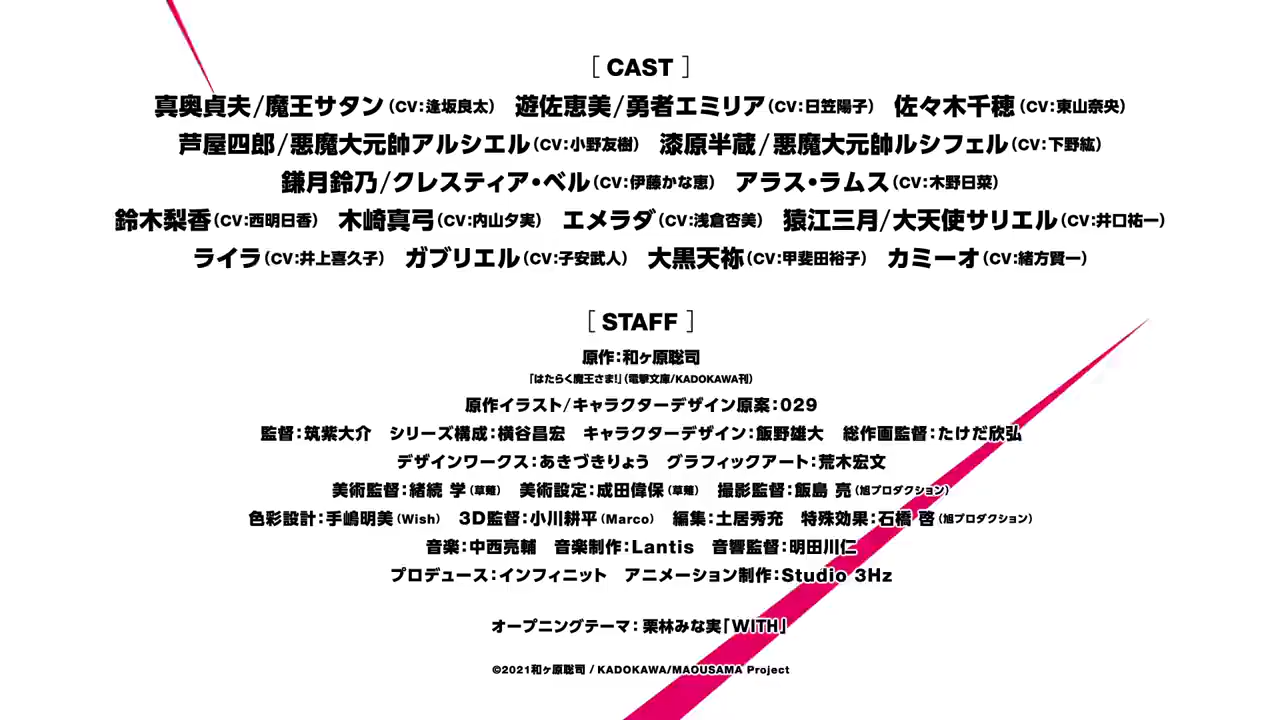 [ CAST ]
真奥貞夫/魔王サタン（CV:逢坂良太） 遊佐恵美/勇者エミリア（CV:日笠陽子） 佐々木千穂（CV:東山奈央）
芦屋四郎/悪魔大元帥アルシエル（CV:小野友樹） 漆原半蔵/悪魔大元帥ルシフェル（CV:下野紘）
鎌月鈴乃/クレスティア・ベル（CV:伊藤かな恵） アラス・ラムス（CV:木野日菜）
鈴木梨香（CV:西明日香） 木崎真弓（CV:内山夕実） エメラダ（CV:浅倉杏美） 猿江三月/大天使サリエル（CV:井口祐一）
ライラ（CV:井上喜久子） ガブリエル（CV:子安武人） 大黒天祢（CV:甲斐田裕子） カミーオ（CV:緒方賢一）
[ STAFF ]
原作:和ヶ原聡司
「はたらく魔王さま!」（電撃文庫/KADOKAWA刊）
原作イラスト/キャラクターデザイン原案:029
監督:筑紫大介 シリーズ構成:横谷昌宏 キャラクターデザイン:飯野雄大 総作画監督:たけだ欣弘
デザインワークス:あきづきりょう グラフィックアート:荒木宏文
美術監督:緒続 学（草薙） 美術設定:成田偉保（草薙） 撮影監督:飯島 亮（旭プロダクション）
色彩設計:手嶋明美（Wish） 3D監督:小川耕平（Marco） 編集:土居秀充 特殊効果:石橋 啓（旭プロダクション）
音楽:中西亮輔 音楽制作:Lantis 音響監督:明田川仁
プロデュース:インフィニット アニメーション制作:Studio 3Hz
オープニングテーマ:栗林みな実「WITH」
©2021和ヶ原聡司 / KADOKAWA/MAOUSAMA Project